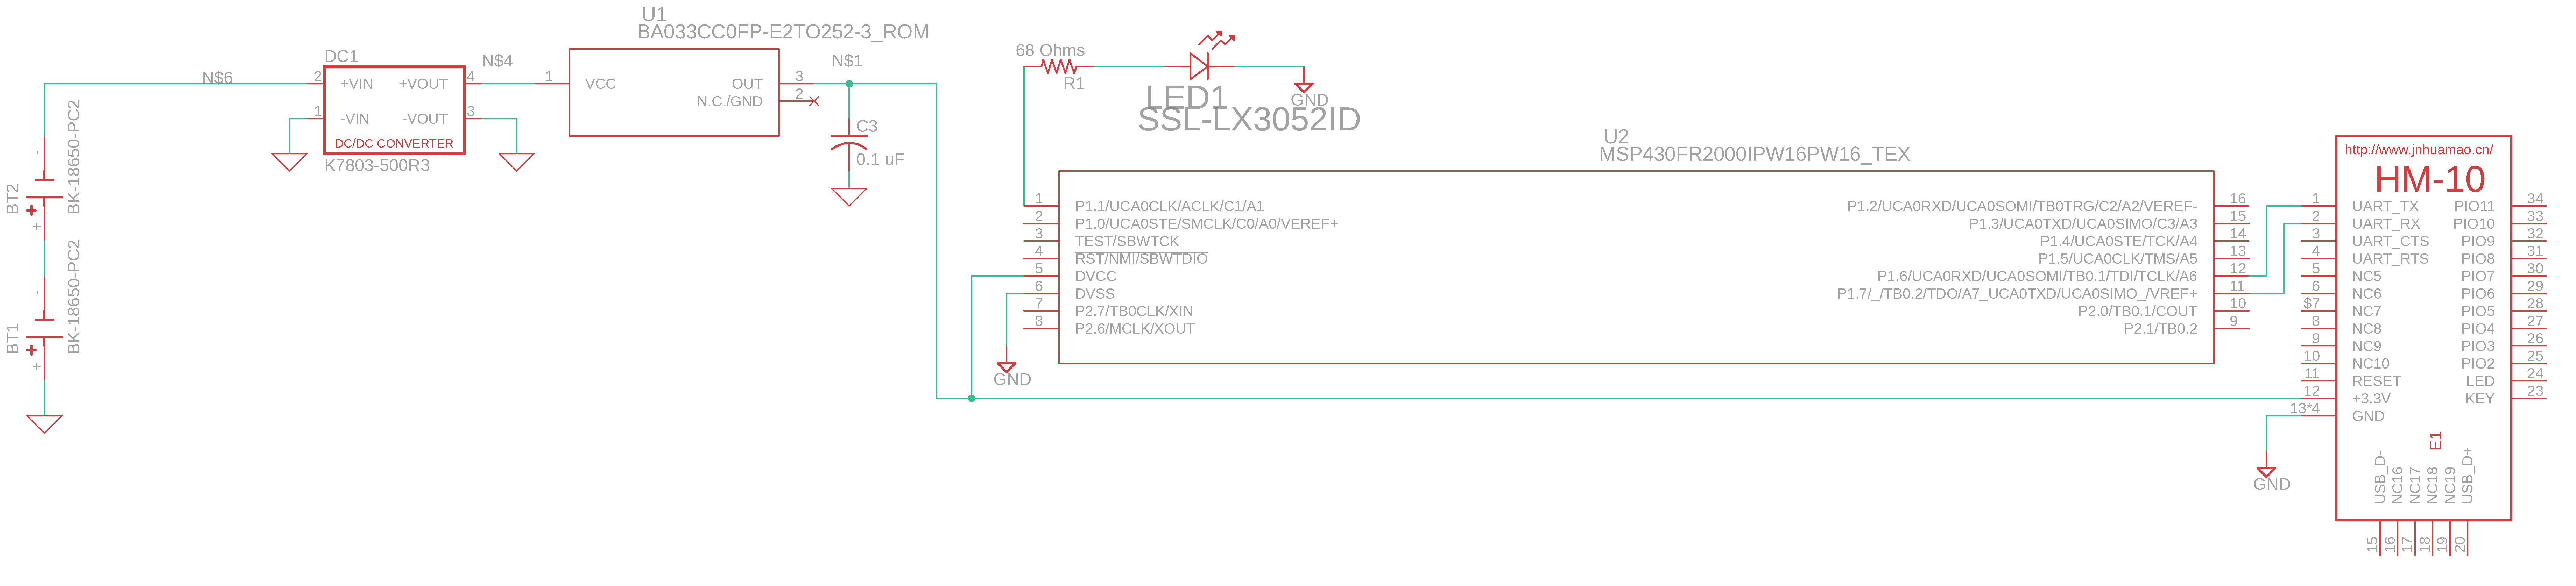 N$6
BT2
BK-18650-PC2
-
+
+
BT1
BK-18650-PC2
-
+
+
DC1
2
+VIN
+VOUT
4
1
-VIN
-VOUT
3
DC/DC CONVERTER
K7803-500R3
N$4
U1
BA033CC0FP-E2TO252-3_ROM
1
VCC
OUT
3
N.C./GND
2
N$1
C3
0.1 uF
68 Ohms
R1
LED1
SSL-LX3052ID
GND
U2
MSP430FR2000IPW16PW16_TEX
1 P1.1/UCA0CLK/ACLK/C1/A1
2 P1.0/UCA0STE/SMCLK/C0/A0/VEREF+
3 TEST/SBWTCK
4 RST/NMI/SBWTDIO
5 DVCC
6 DVSS
7 P2.7/TB0CLK/XIN
8 P2.6/MCLK/XOUT
GND
P1.2/UCA0RXD/UCA0SOMI/TB0TRG/C2/A2/VEREF- 16
P1.3/UCA0TXD/UCA0SIMO/C3/A3 15
P1.4/UCA0STE/TCK/A4 14
P1.5/UCA0CLK/TMS/A5 13
P1.6/UCA0RXD/UCA0SOMI/TB0.1/TDI/TCLK/A6 12
P1.7/_/TB0.2/TDO/A7_UCA0TXD/UCA0SIMO_/VREF+ 11
P2.0/TB0.1/COUT 10
P2.1/TB0.2 9
http://www.jnhuamao.cn/
HM-10
1 UART_TX PIO11 34
2 UART_RX PIO10 33
3 UART_CTS PIO9 32
4 UART_RTS PIO8 31
5 NC5 PIO7 30
6 NC6 PIO6 29
$7 NC7 PIO5 28
8 NC8 PIO4 27
9 NC9 PIO3 26
10 NC10 PIO2 25
11 RESET LED 24
12 +3.3V KEY 23
13*4 GND
E1
USB_D- NC16 NC17 NC18 NC19 USB_D+
15 16 17 18 19 20
GND